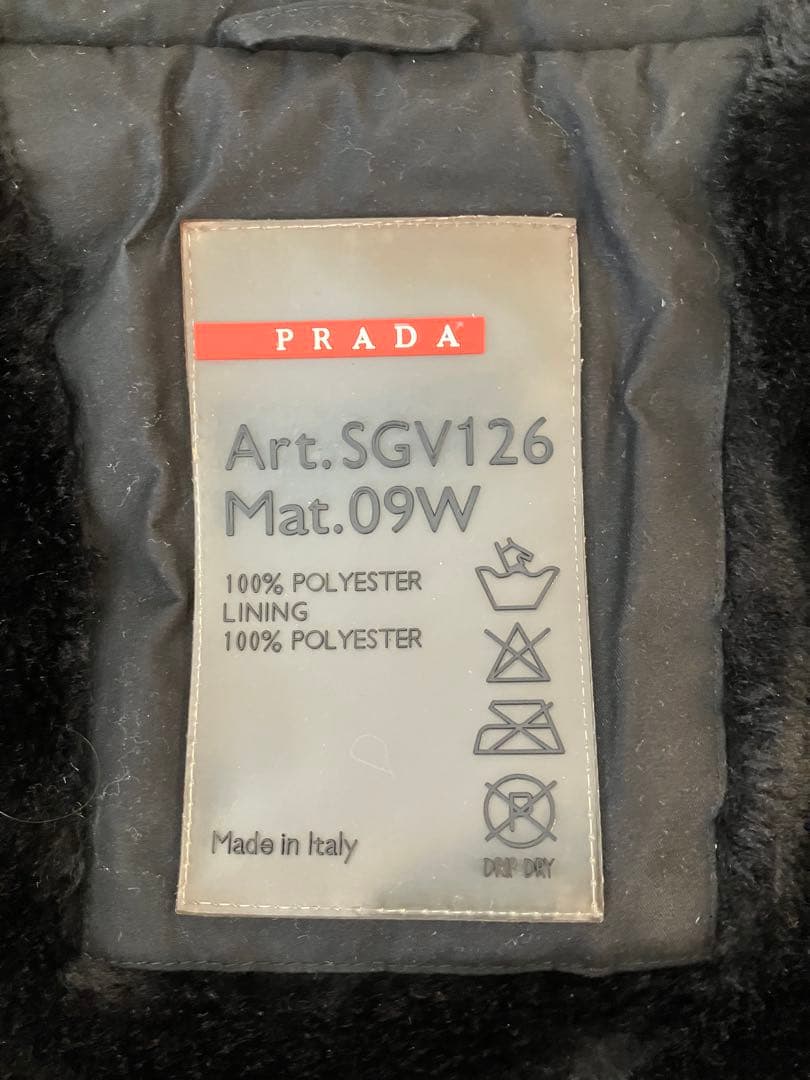 PRADA
Art. SGV126
Mat. 09W
100% POLYESTER
LINING
100% POLYESTER
P
Made in Italy
DRIP DRY